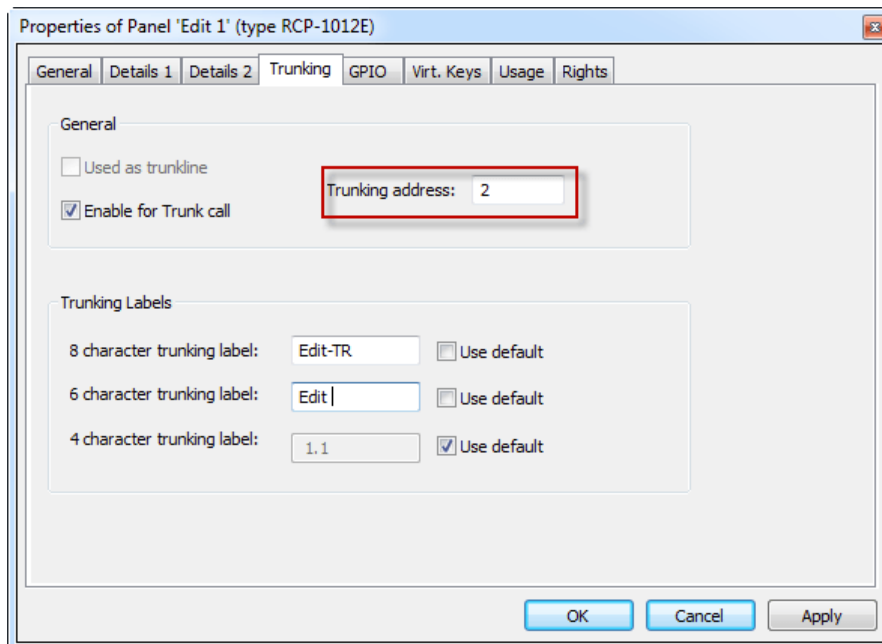 Properties of Panel 'Edit 1' (type RCP-1012E)
General Details 1 Details 2 Trunking GPIO Virt. Keys Usage Rights
General
Used as trunkline
Trunking address: 2
Enable for Trunk call
Trunking Labels
8 character trunking label: Edit-TR Use default
6 character trunking label: Edit Use default
4 character trunking label: 1.1 Use default
OK Cancel Apply